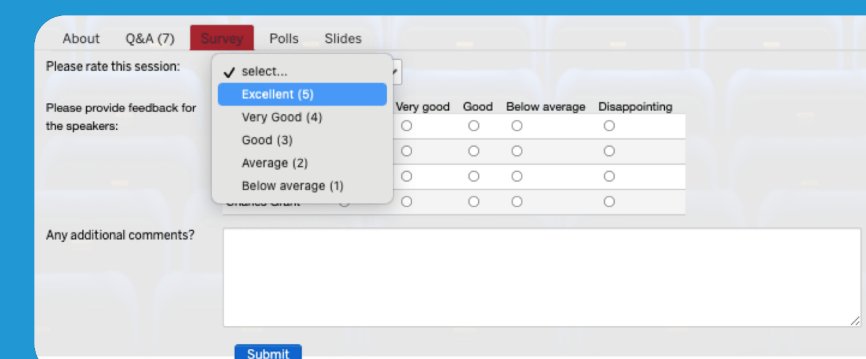 About Q&A (7) Survey Polls Slides
Please rate this session:
✓ select...
Excellent (5)
Very Good (4)
Good (3)
Average (2)
Below average (1)
Please provide feedback for
the speakers:
Very good Good Below average Disappointing
Charles Grant
Any additional comments?
Submit